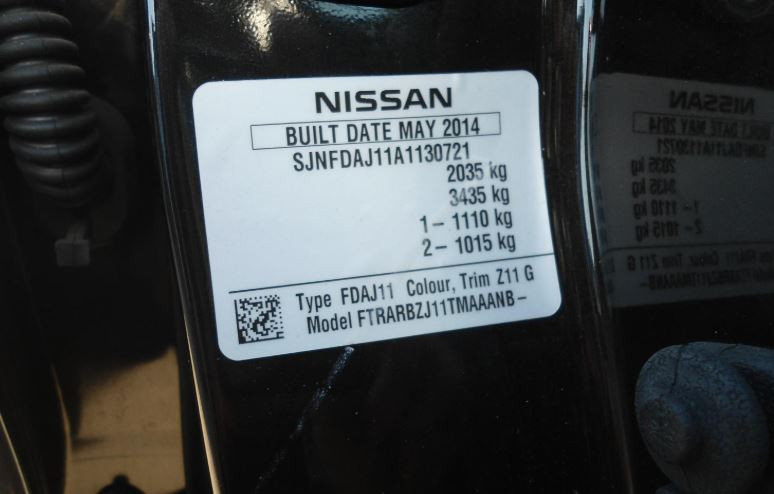 NISSAN
BUILT DATE MAY 2014
SJNFDAJ11A1130721
2035 kg
3435 kg
1 - 1110 kg
2 - 1015 kg
Type FDAJ11 Colour, Trim Z11 G
Model FTRARBZJ11TMAAANB -